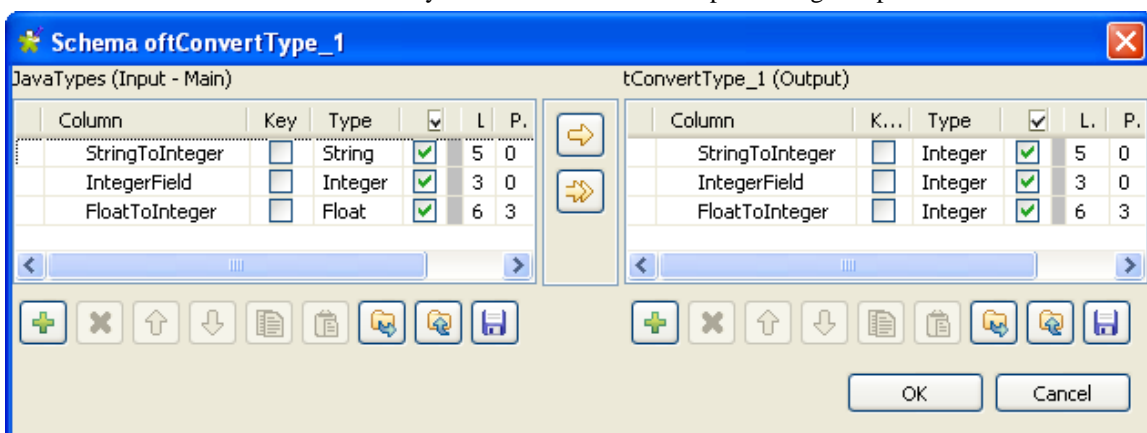 Schema oftConvertType_1
JavaTypes (Input - Main) tConvertType_1 (Output)
Column Key Type L P. Column K... Type L. P.
StringToInteger String 5 0 StringToInteger Integer 5 0
IntegerField Integer 3 0 IntegerField Integer 3 0
FloatToInteger Float 6 3 FloatToInteger Integer 6 3
OK Cancel